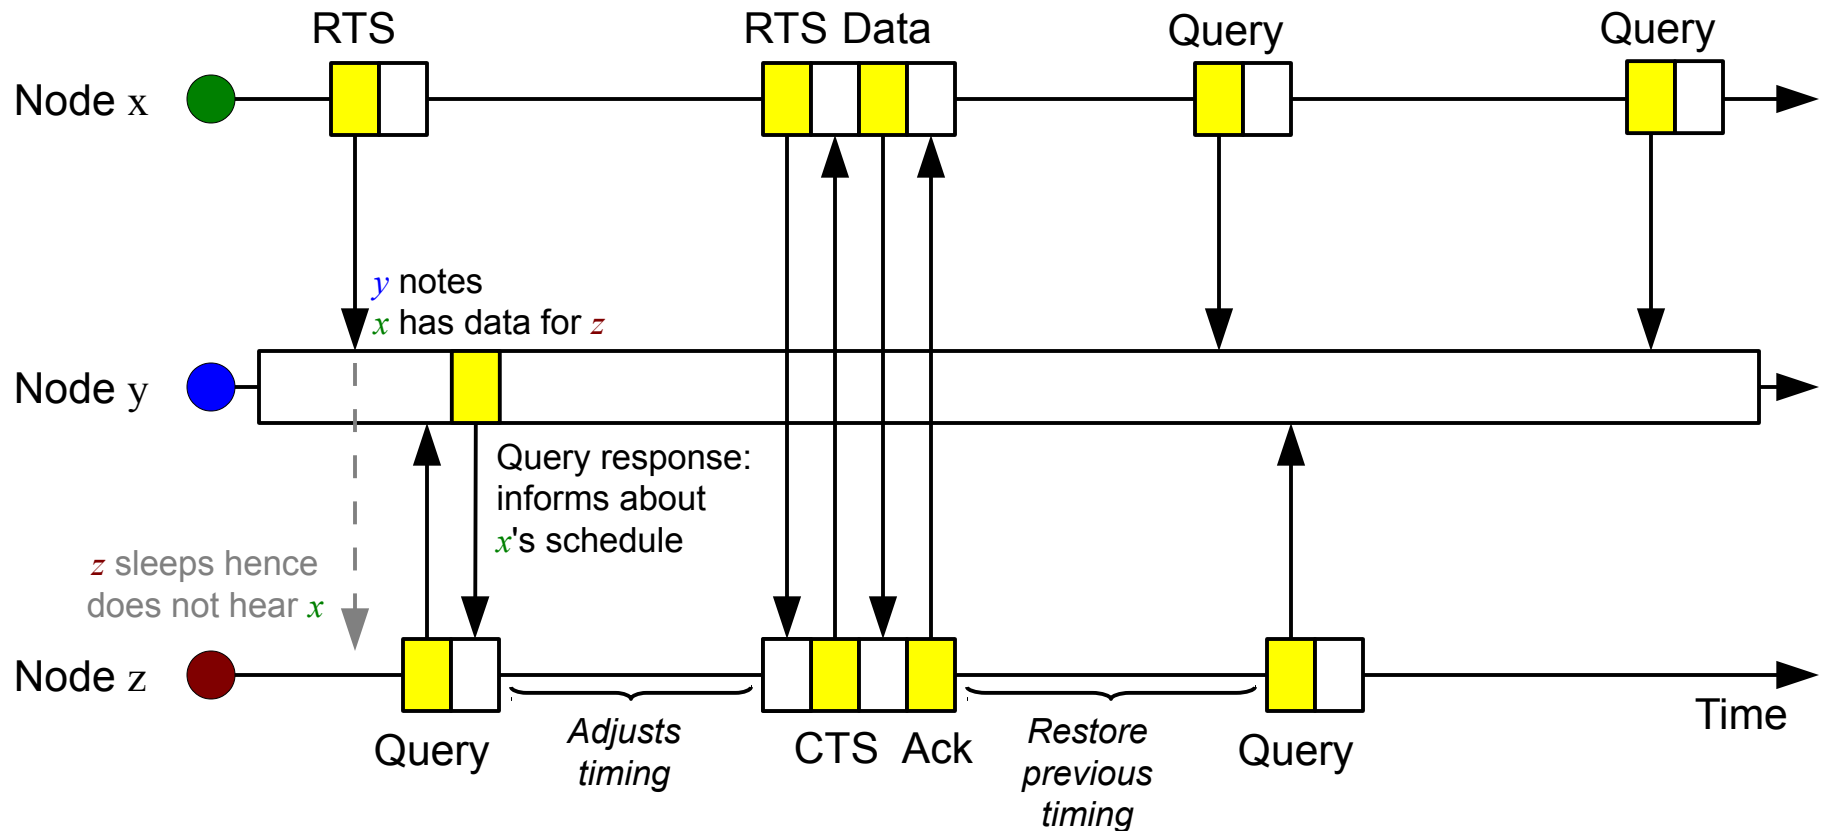 RTS
RTS Data
Query
Query
Node x
y notes
x has data for z
Node y
Query response:
informs about
x's schedule
z sleeps hence
does not hear x
Node z
Time
Query
Adjusts
timing
CTS Ack
Restore
previous
timing
Query